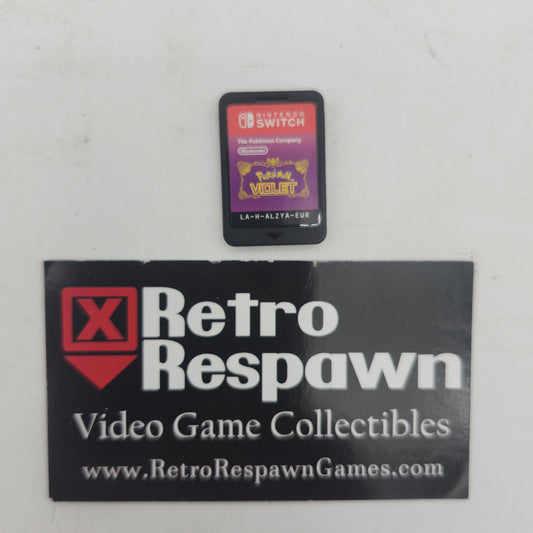 NINTENDO
SWITCH
The Pokémon Company
Nintendo
POKéMON
VIOLET
LA-H-ALZYA-EUR
X Retro
Respawn
Video Game Collectibles
www.RetroRespawnGames.com